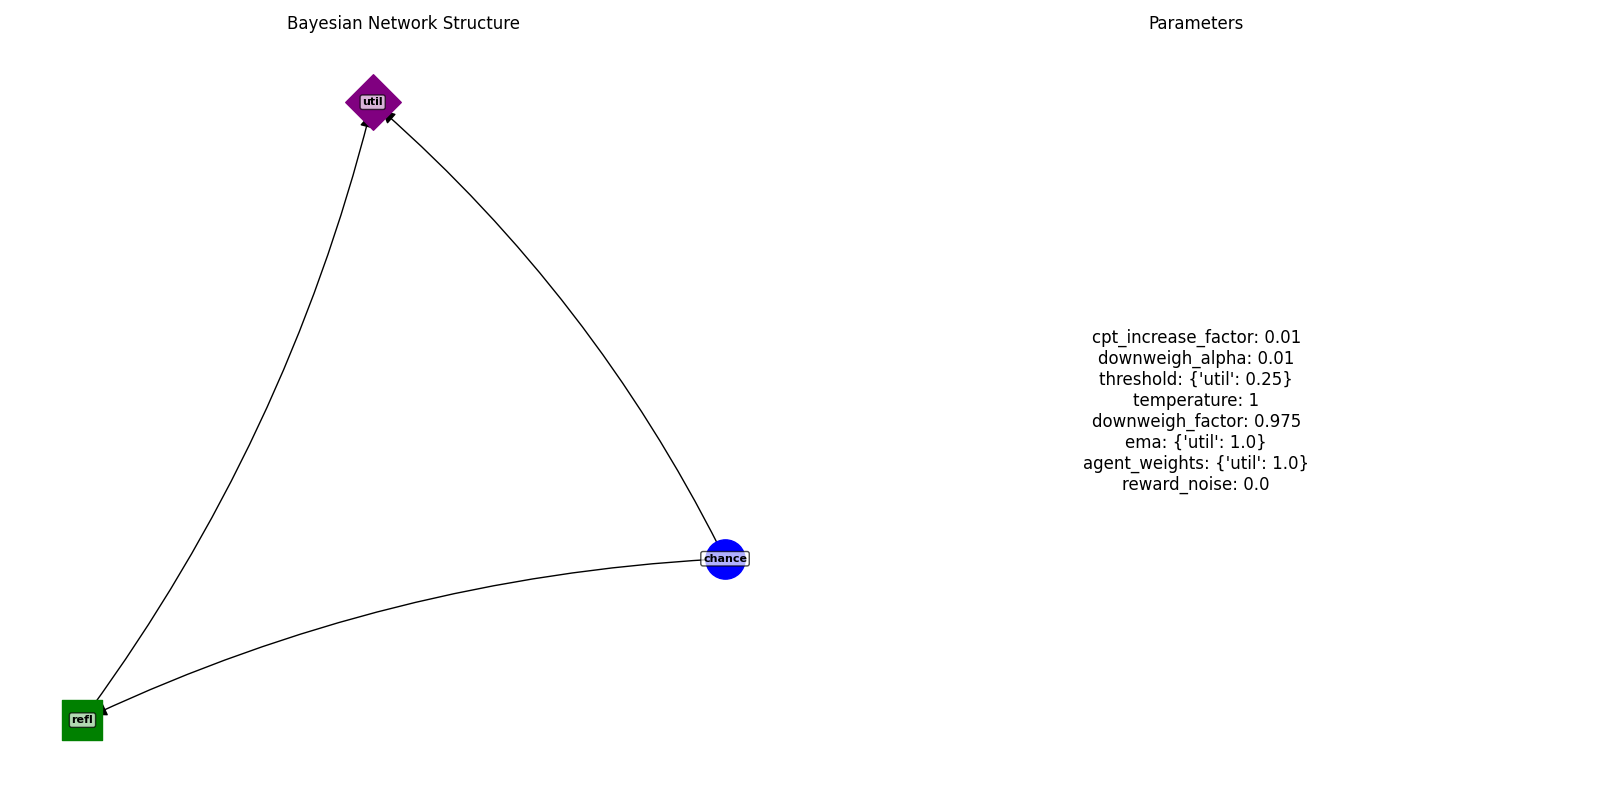 Bayesian Network Structure
Parameters
util
chance
refl
cpt_increase_factor: 0.01
downweigh_alpha: 0.01
threshold: {'util': 0.25}
temperature: 1
downweigh_factor: 0.975
ema: {'util': 1.0}
agent_weights: {'util': 1.0}
reward_noise: 0.0